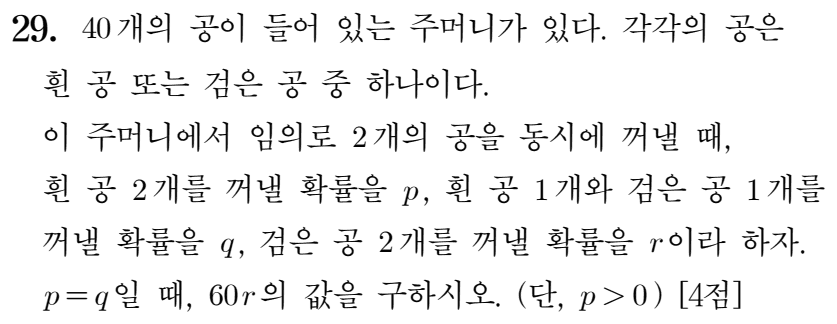 29. 40개의 공이 들어 있는 주머니가 있다. 각각의 공은
흰 공 또는 검은 공 중 하나이다.
이 주머니에서 임의로 2개의 공을 동시에 꺼낼 때,
흰 공 2개를 꺼낼 확률을 p, 흰 공 1개와 검은 공 1개를
꺼낼 확률을 q, 검은 공 2개를 꺼낼 확률을 r이라 하자.
p=q일 때, 60r의 값을 구하시오. (단, p>0) [4점]